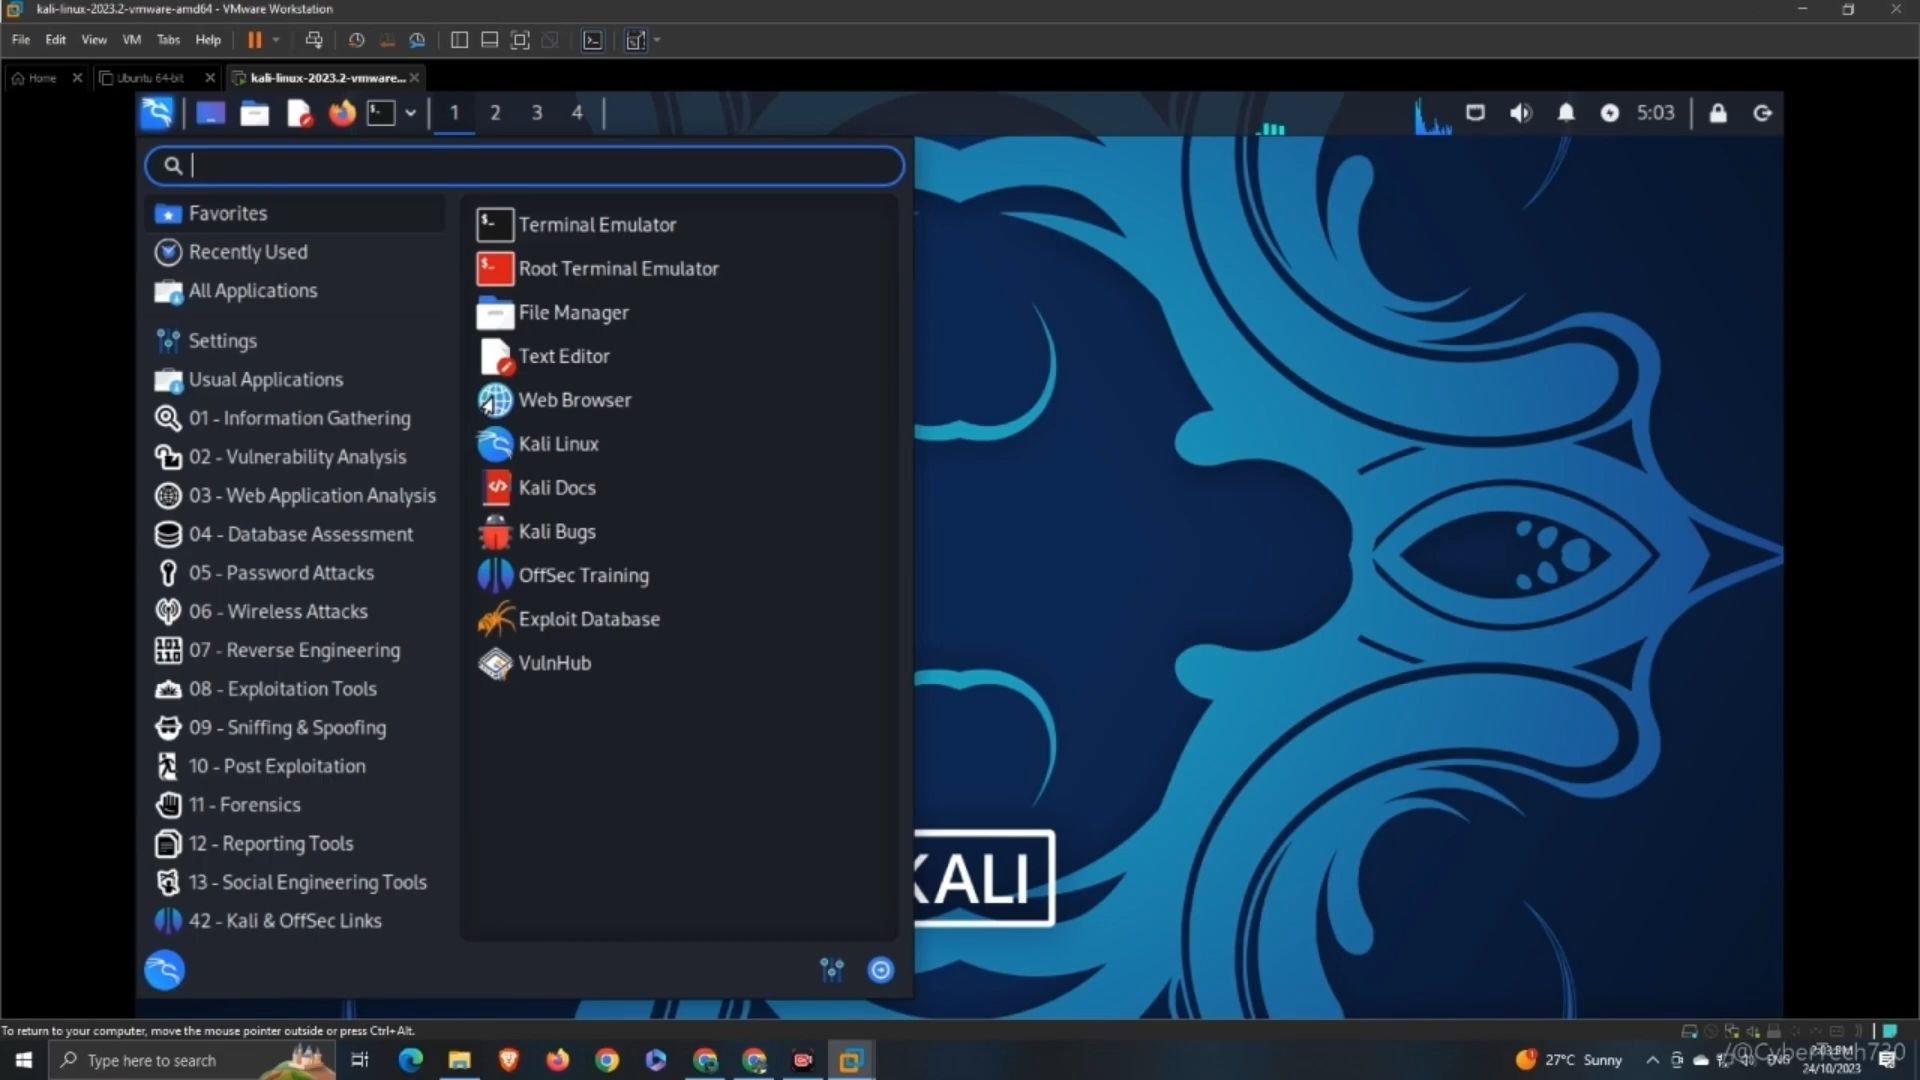 kali-linux-2023.2-vmware-amd64 - VMware Workstation
File Edit View VM Tabs Help
Home Ubuntu 64-bit kali-linux-2023.2-vmware...
1 2 3 4 5:03
Favorites
Recently Used
All Applications
Settings
Usual Applications
01 - Information Gathering
02 - Vulnerability Analysis
03 - Web Application Analysis
04 - Database Assessment
05 - Password Attacks
06 - Wireless Attacks
07 - Reverse Engineering
08 - Exploitation Tools
09 - Sniffing & Spoofing
10 - Post Exploitation
11 - Forensics
12 - Reporting Tools
13 - Social Engineering Tools
42 - Kali & OffSec Links
Terminal Emulator
Root Terminal Emulator
File Manager
Text Editor
Web Browser
Kali Linux
Kali Docs
Kali Bugs
OffSec Training
Exploit Database
VulnHub
KALI
To return to your computer, move the mouse pointer outside or press Ctrl+Alt.
Type here to search
27°C Sunny
ENG
2:03 PM
/@CyberTech730
24/10/2023